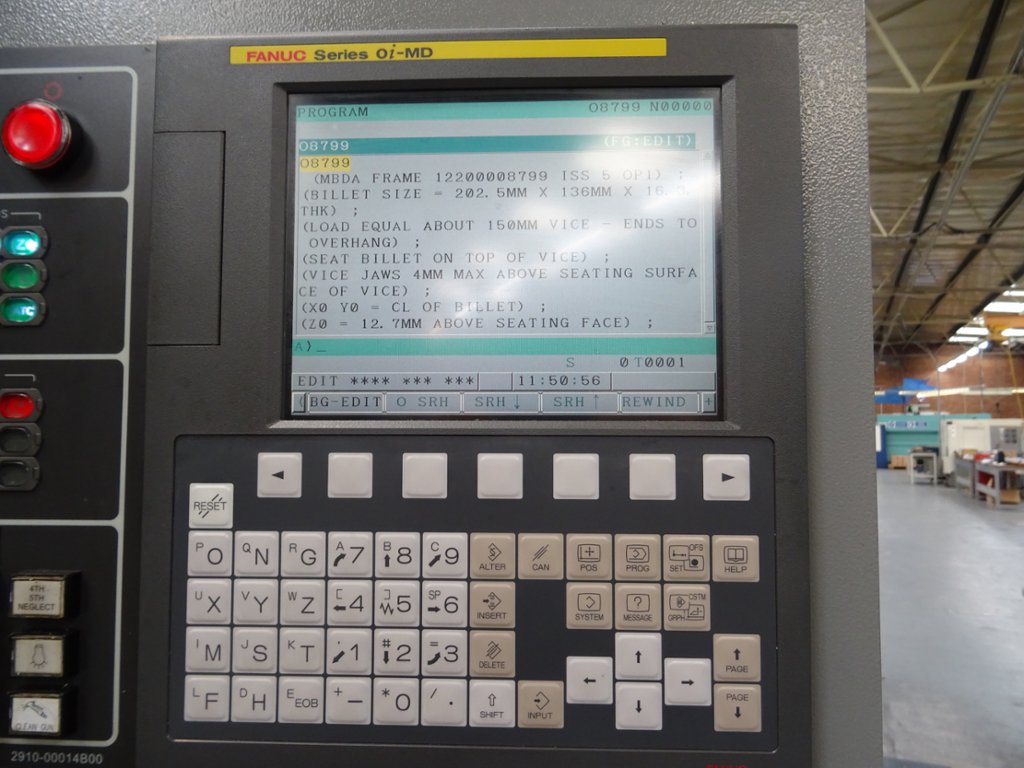 FANUC Series 0i-MD
PROGRAM O8799 N00000
O8799 (FG:EDIT)
O8799
(MBDA FRAME 12200008799 ISS 5 OP1) ;
(BILLET SIZE = 202.5MM X 136MM X 16.3
THK) ;
(LOAD EQUAL ABOUT 150MM VICE - ENDS TO
OVERHANG) ;
(SEAT BILLET ON TOP OF VICE) ;
(VICE JAWS 4MM MAX ABOVE SEATING SURFA
CE OF VICE) ;
(X0 Y0 = CL OF BILLET) ;
(Z0 = 12.7MM ABOVE SEATING FACE) ;
A)_
S 0 T0001
EDIT **** *** *** 11:50:56
( BG-EDIT O SRH SRH ↓ SRH ↑ REWIND +
RESET
P O Q N R G A 7 B 8 C 9 ALTER CAN POS PROG OFS SET HELP
U X V Y W Z [ 4 ] 5 SP 6 INSERT SYSTEM MESSAGE CSTM GRPH
I M J S K T , 1 # 2 = 3 DELETE ↑ PAGE ↑
L F D H E EOB + - * 0 / . SHIFT INPUT ← ↓ → PAGE ↓
4TH
5TH
NEGLECT
2910-00014B00